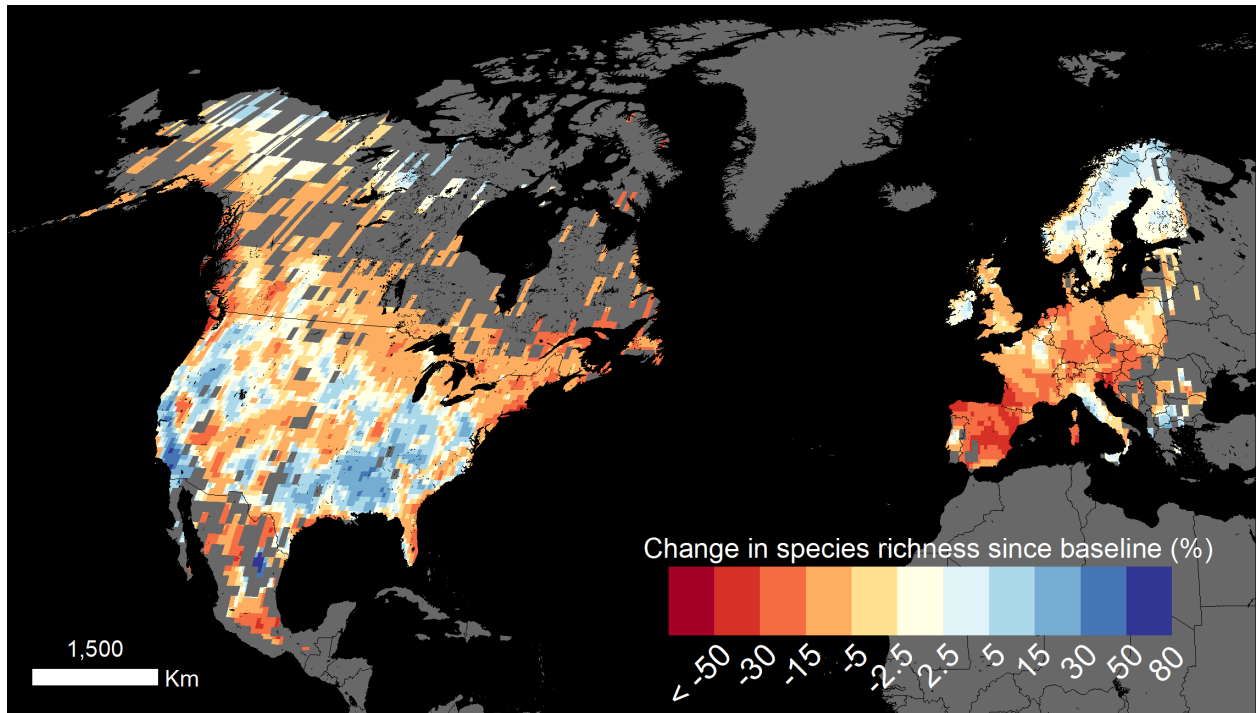 Change in species richness since baseline (%)
< -50 -30 -15 -5 -2.5 2.5 5 15 30 50 80
1,500
Km